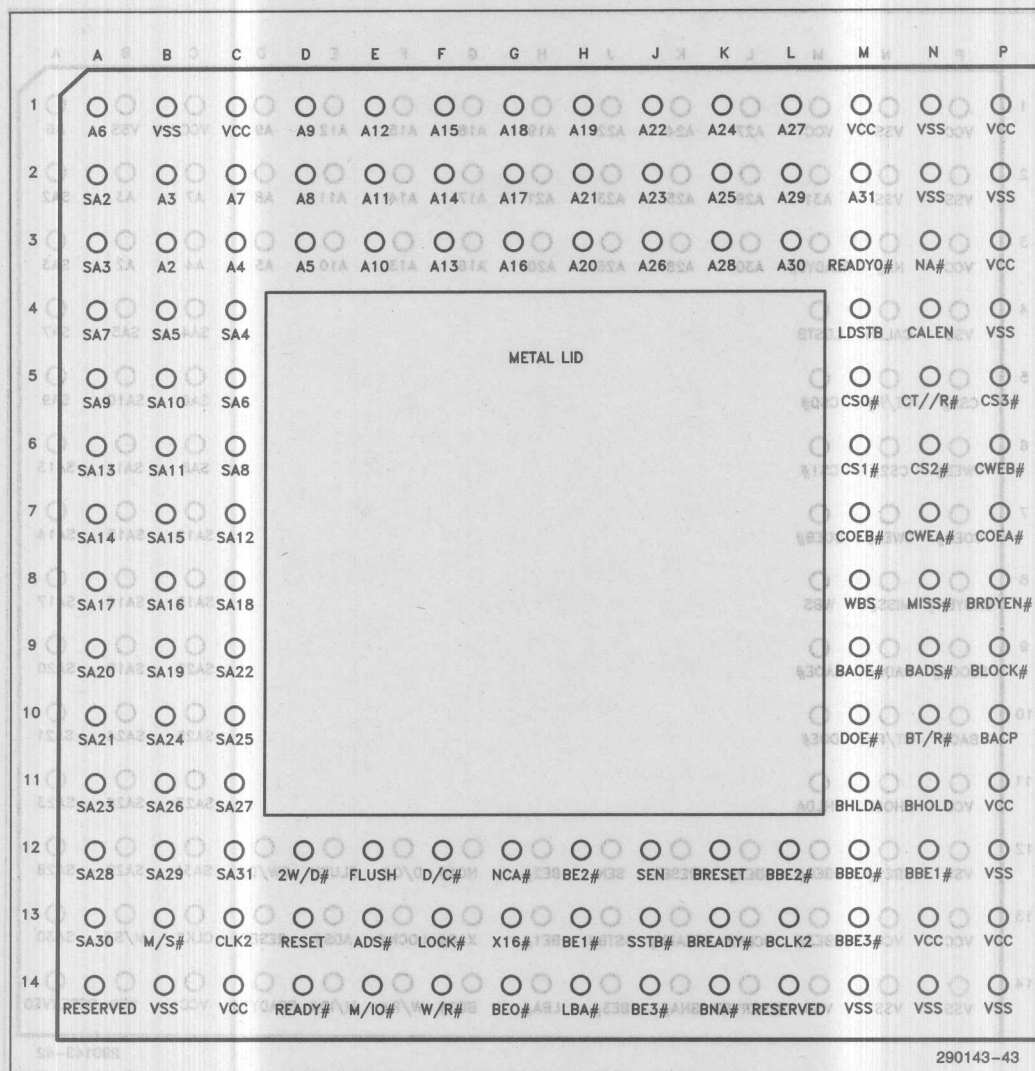 A B C D E F G H J K L M N P
1
A6 VSS VCC A9 A12 A15 A18 A19 A22 A24 A27 VCC VSS VCC
2
SA2 A3 A7 A8 A11 A14 A17 A21 A23 A25 A29 A31 VSS VSS
3
SA3 A2 A4 A5 A10 A13 A16 A20 A26 A28 A30 READYO# NA# VCC
4
SA7 SA5 SA4 LDSTB CALEN VSS
METAL LID
5
SA9 SA10 SA6 CS0# CT//R# CS3#
6
SA13 SA11 SA8 CS1# CS2# CWEB#
7
SA14 SA15 SA12 COEB# CWEA# COEA#
8
SA17 SA16 SA18 WBS MISS# BRDYEN#
9
SA20 SA19 SA22 BAOE# BADS# BLOCK#
10
SA21 SA24 SA25 DOE# BT/R# BACP
11
SA23 SA26 SA27 BHLDA BHOLD VCC
12
SA28 SA29 SA31 2W/D# FLUSH D/C# NCA# BE2# SEN BRESET BBE2# BBE0# BBE1# VSS
13
SA30 M/S# CLK2 RESET ADS# LOCK# X16# BE1# SSTB# BREADY# BCLK2 BBE3# VCC VCC
14
RESERVED VSS VCC READY# M/IO# W/R# BE0# LBA# BE3# BNA# RESERVED VSS VSS VSS
290143-43